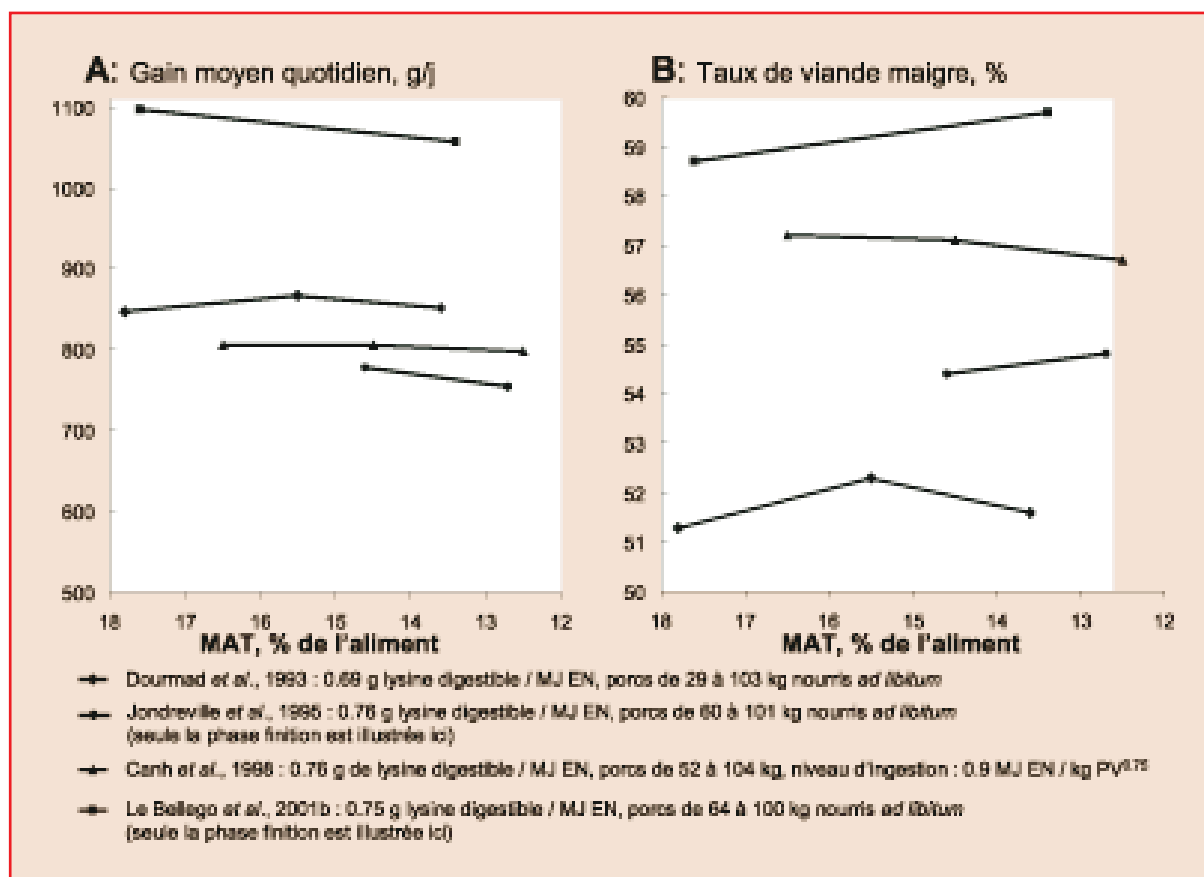 A: Gain moyen quotidien, g/j
1100
1000
900
800
700
600
500
18 17 16 15 14 13 12
MAT, % de l'aliment
B: Taux de viande maigre, %
60
59
58
57
56
55
54
53
52
51
50
18 16 14 12
MAT, % de l'aliment
Dourmad et al., 1993 : 0.69 g lysine digestible / MJ EN, porcs de 29 à 103 kg nourris ad libitum
Jondreville et al., 1995 : 0.76 g lysine digestible / MJ EN, porcs de 60 à 101 kg nourris ad libitum
(seule la phase finition est illustrée ici)
Canh et al., 1998 : 0.76 g de lysine digestible / MJ EN, porcs de 52 à 104 kg, niveau d'ingestion : 0.9 MJ EN / kg PV0.75
Le Bellego et al., 2001b : 0.75 g lysine digestible / MJ EN, porcs de 64 à 100 kg nourris ad libitum
(seule la phase finition est illustrée ici)